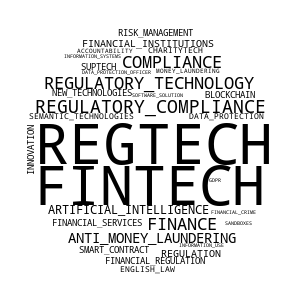 RISK_MANAGEMENT
FINANCIAL_INSTITUTIONS
ACCOUNTABILITY CHARITYTECH
INFORMATION_SYSTEMS COMPLIANCE
SUPTECH
DATA_PROTECTION_OFFICER MONEY_LAUNDERING
REGULATORY_TECHNOLOGY
NEW_TECHNOLOGIES SOFTWARE_SOLUTION BLOCKCHAIN
REGULATORY_COMPLIANCE
SEMANTIC_TECHNOLOGIES DATA_PROTECTION
INNOVATION
REGTECH
FINTECH
GDPR
ARTIFICIAL_INTELLIGENCE FINANCIAL_CRIME
FINANCIAL_SERVICES FINANCE SANDBOXES
ANTI_MONEY_LAUNDERING
INFORMATION_USE
SMART_CONTRACT REGULATION
FINANCIAL_REGULATION
ENGLISH_LAW